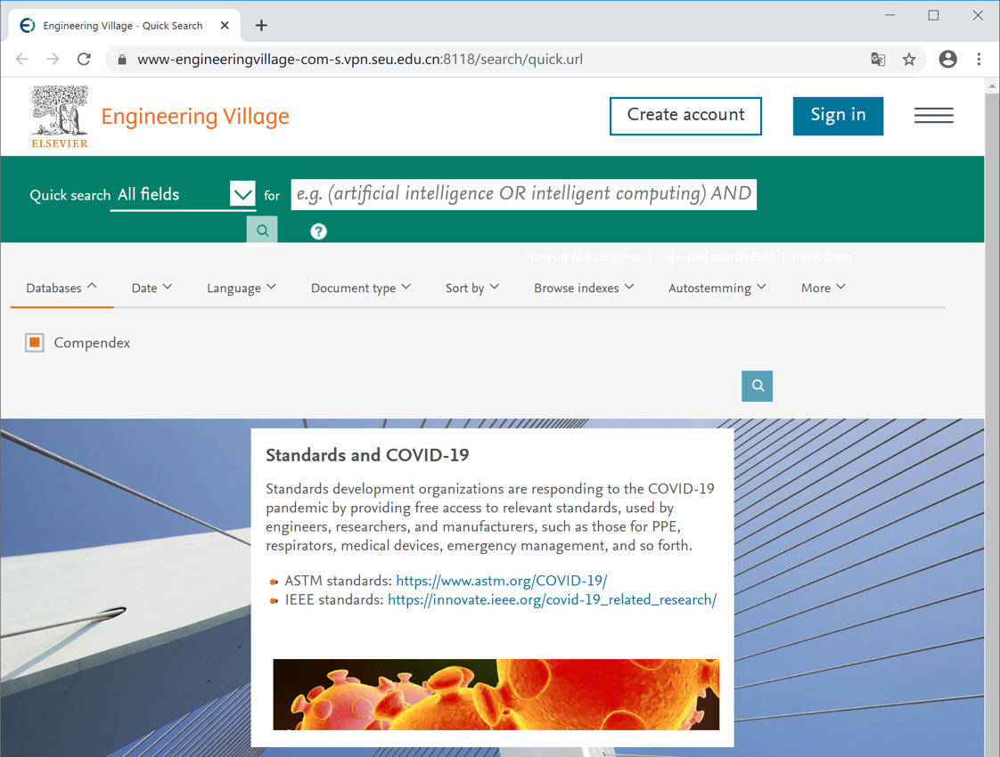 Engineering Village - Quick Search
www-engineeringvillage-com-s.vpn.seu.edu.cn:8118/search/quick.url
ELSEVIER
Engineering Village
Create account
Sign in
Quick search All fields for e.g. (artificial intelligence OR intelligent computing) AND
?
Turn on AutoSuggest | + Add search field | Reset form
Databases Date Language Document type Sort by Browse indexes Autostemming More
Compendex
Standards and COVID-19
Standards development organizations are responding to the COVID-19
pandemic by providing free access to relevant standards, used by
engineers, researchers, and manufacturers, such as those for PPE,
respirators, medical devices, emergency management, and so forth.
ASTM standards: https://www.astm.org/COVID-19/
IEEE standards: https://innovate.ieee.org/covid-19_related_research/